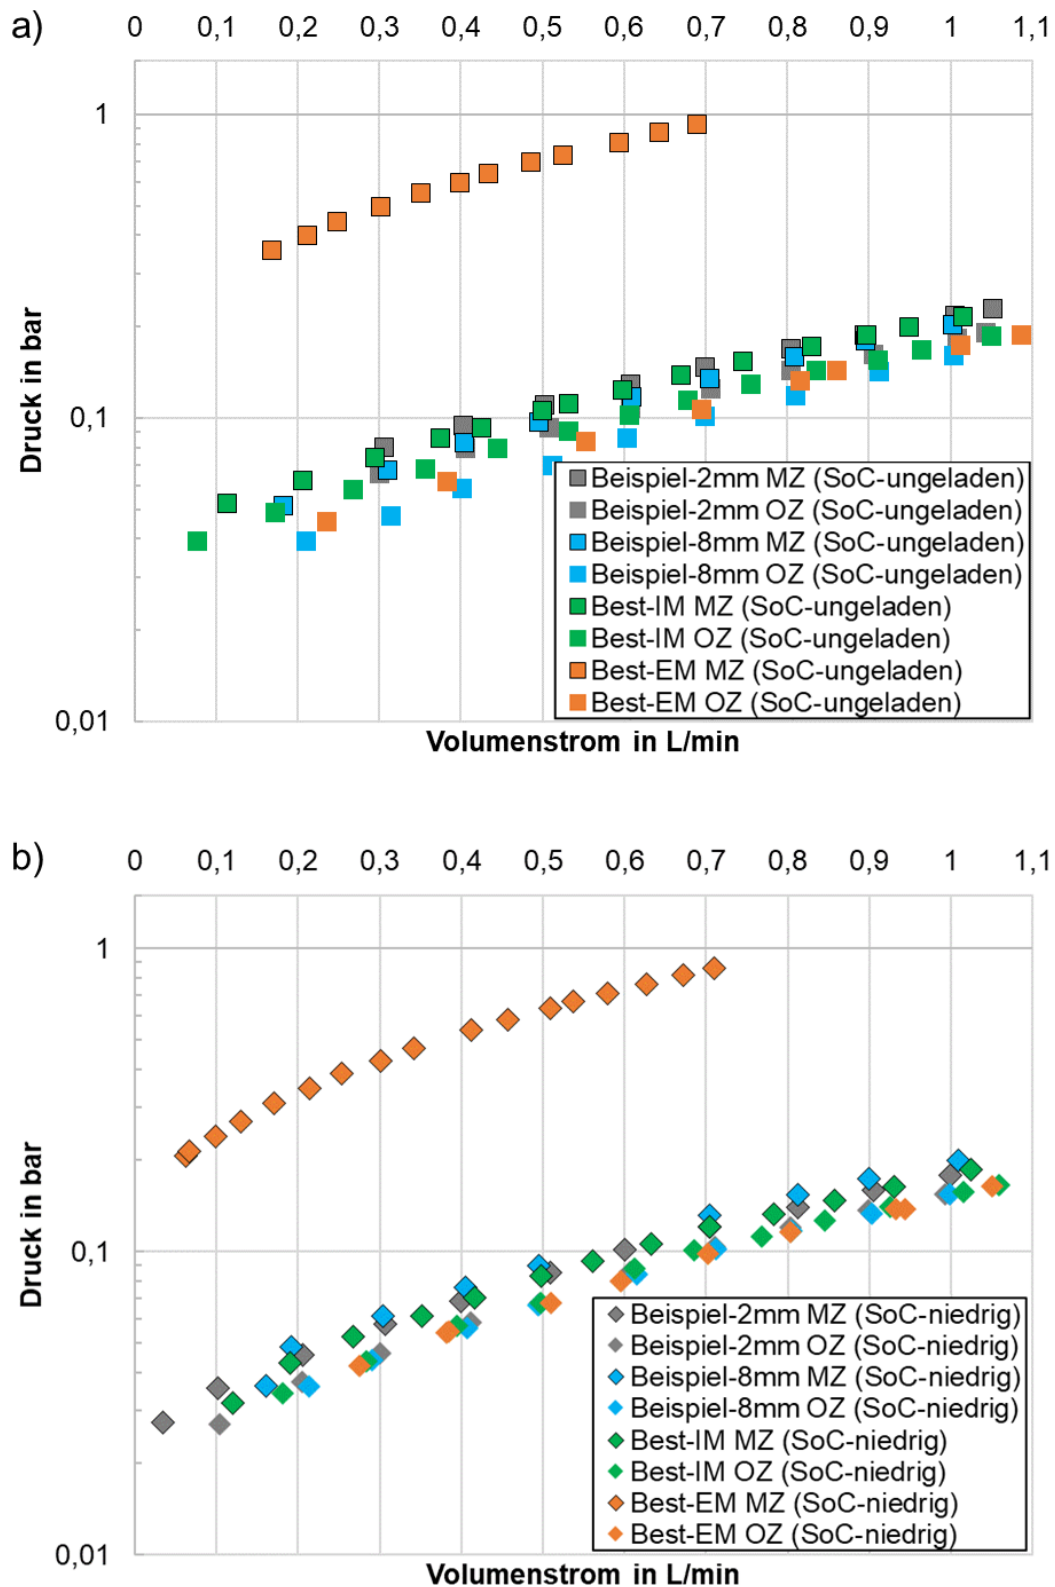 a)
0 0,1 0,2 0,3 0,4 0,5 0,6 0,7 0,8 0,9 1 1,1
1
0,1
0,01
Druck in bar
Beispiel-2mm MZ (SoC-ungeladen)
Beispiel-2mm OZ (SoC-ungeladen)
Beispiel-8mm MZ (SoC-ungeladen)
Beispiel-8mm OZ (SoC-ungeladen)
Best-IM MZ (SoC-ungeladen)
Best-IM OZ (SoC-ungeladen)
Best-EM MZ (SoC-ungeladen)
Best-EM OZ (SoC-ungeladen)
Volumenstrom in L/min
b)
0 0,1 0,2 0,3 0,4 0,5 0,6 0,7 0,8 0,9 1 1,1
1
0,1
0,01
Druck in bar
Beispiel-2mm MZ (SoC-niedrig)
Beispiel-2mm OZ (SoC-niedrig)
Beispiel-8mm MZ (SoC-niedrig)
Beispiel-8mm OZ (SoC-niedrig)
Best-IM MZ (SoC-niedrig)
Best-IM OZ (SoC-niedrig)
Best-EM MZ (SoC-niedrig)
Best-EM OZ (SoC-niedrig)
Volumenstrom in L/min